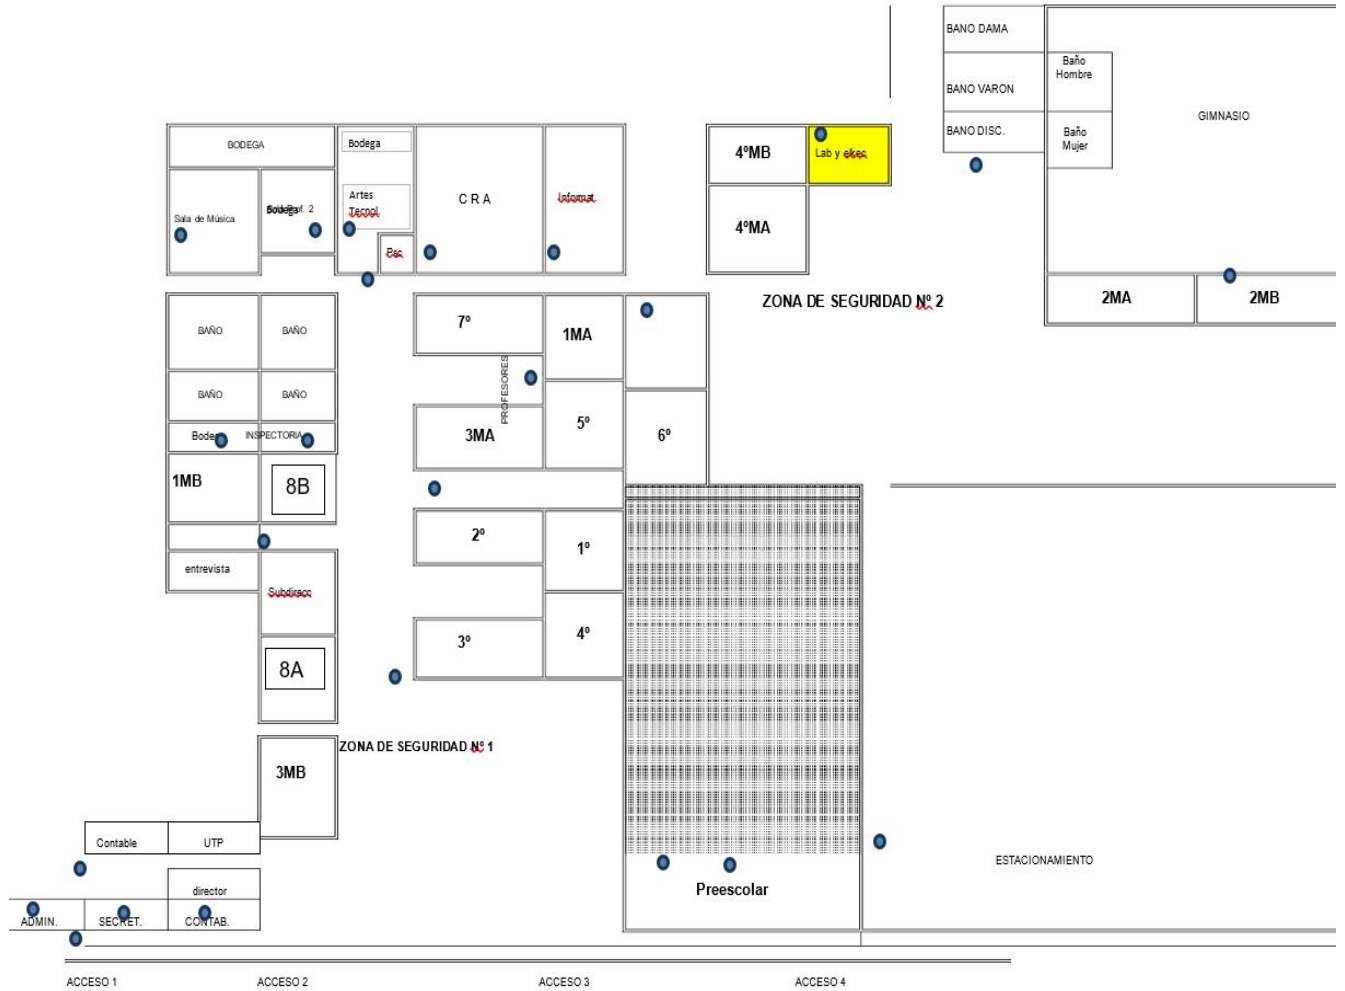 BANO DAMA
Baño
Hombre
BANO VARON
GIMNASIO
BANO DISC.
Baño
Mujer
BODEGA
Bodega
4ºMB
Lab y
Artes
Tecnol
C R A
Informat.
Bodega
2
Sala de Música
4ºMA
ZONA DE SEGURIDAD Nº 2
2MA
2MB
BAÑO
BAÑO
7º
1MA
PROFESORES
BAÑO
BAÑO
5º
3MA
6º
INSPECTORIA
1MB
8B
2º
1º
entrevista
Subdirecc
3º
4º
8A
ZONA DE SEGURIDAD Nº 1
3MB
Contable
UTP
ESTACIONAMIENTO
Preescolar
director
ADMIN.
SECRET.
CONTAB.
ACCESO 1
ACCESO 2
ACCESO 3
ACCESO 4